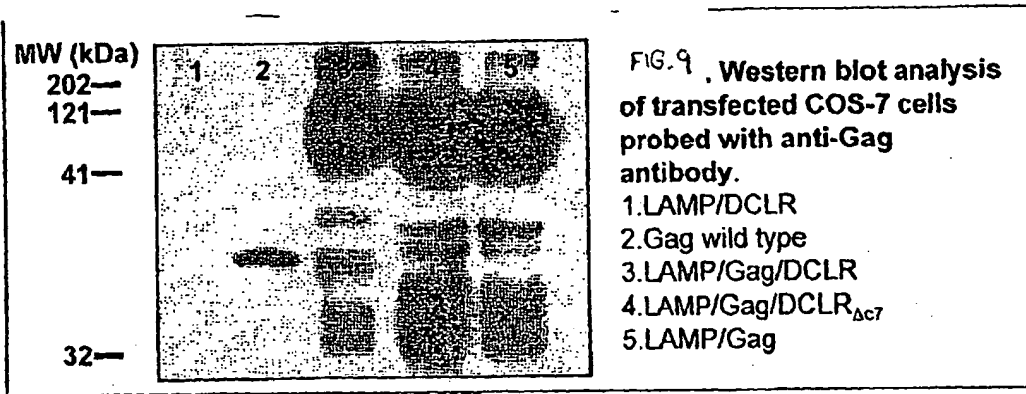 MW (kDa)
202—
121—
41—
32—
1 2 3 4 5
FIG.9 , Western blot analysis
of transfected COS-7 cells
probed with anti-Gag
antibody.
1.LAMP/DCLR
2.Gag wild type
3.LAMP/Gag/DCLR
4.LAMP/Gag/DCLRΔc7
5.LAMP/Gag